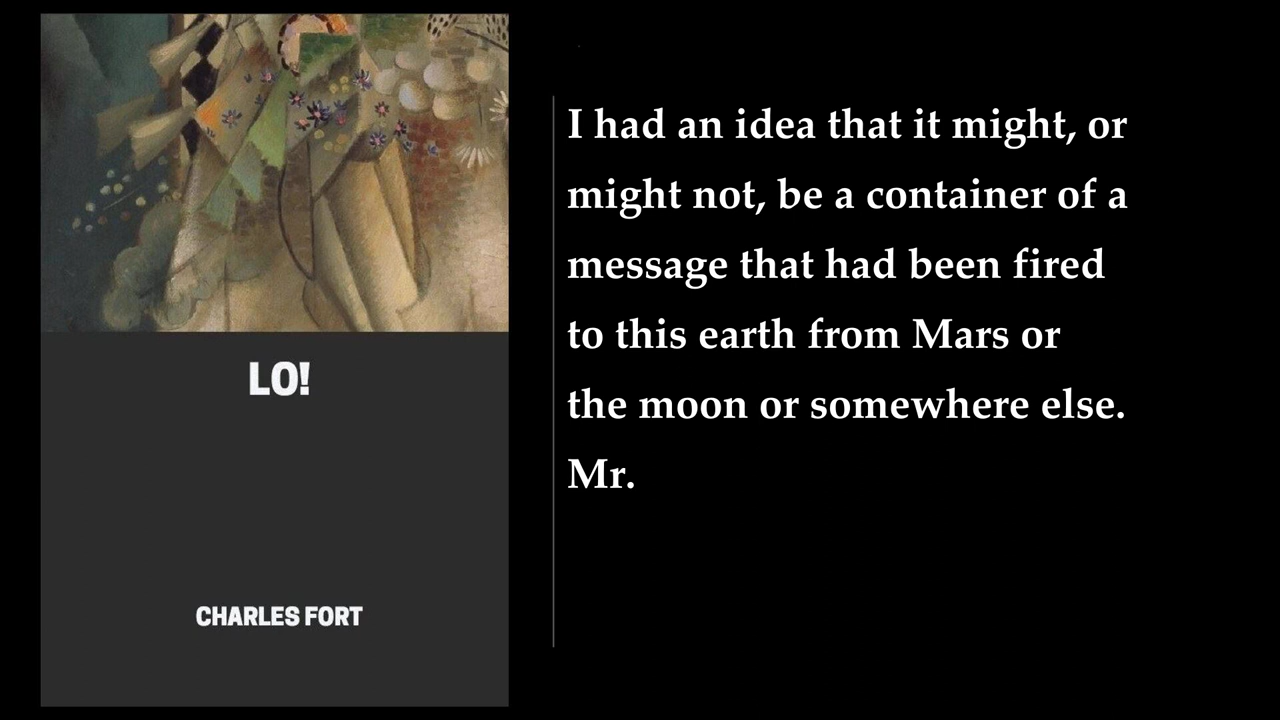 LO!
CHARLES FORT
I had an idea that it might, or
might not, be a container of a
message that had been fired
to this earth from Mars or
the moon or somewhere else.
Mr.